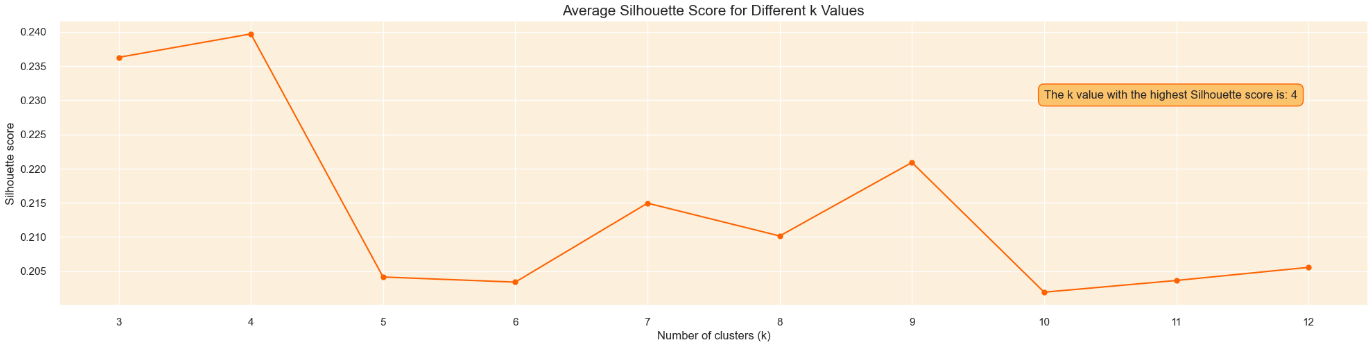 Average Silhouette Score for Different k Values
0.240
0.235
0.230
0.225
0.220
0.215
0.210
0.205
Silhouette score
The k value with the highest Silhouette score is: 4
3 4 5 6 7 8 9 10 11 12
Number of clusters (k)